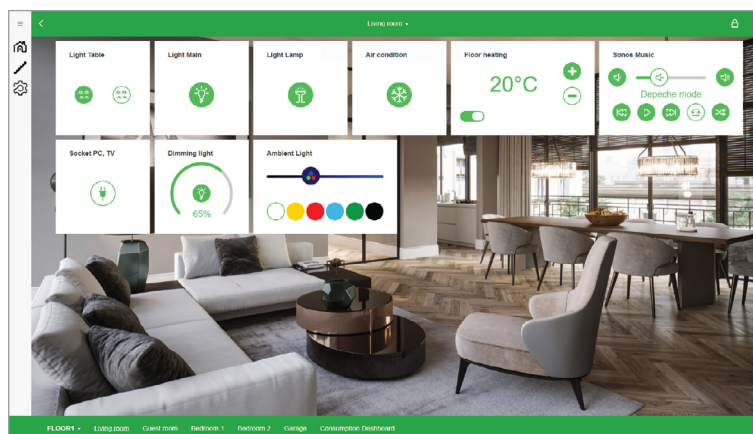 Living room
Light Table
Light Main
Light Lamp
Air condition
Floor heating
20°C
Sonos Music
Depeche mode
Socket PC, TV
Dimming light
65%
Ambient Light
FLOOR1 Living room Guest room Bedroom 1 Bedroom 2 Garage Consumption Dashboard